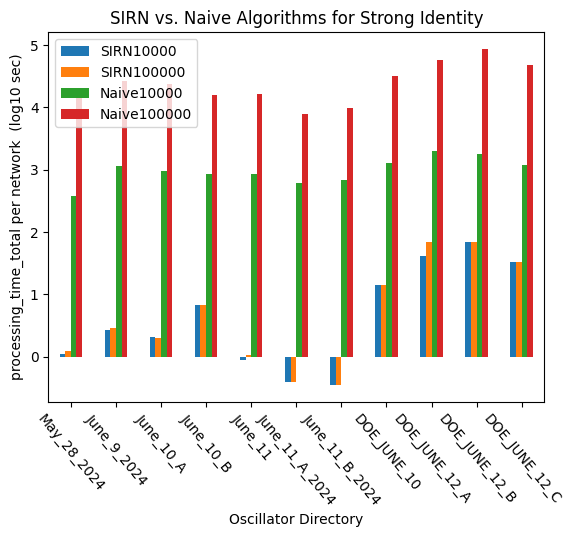 SIRN vs. Naive Algorithms for Strong Identity
processing_time_total per network  (log10 sec)
5
4
3
2
1
0
SIRN10000
SIRN100000
Naive10000
Naive100000
May_28_2024
June_9_2024
June_10_A
June_10_B
June_11
June_11_A_2024
June_11_B_2024
DOE_JUNE_10
DOE_JUNE_12_A
DOE_JUNE_12_B
DOE_JUNE_12_C
Oscillator Directory